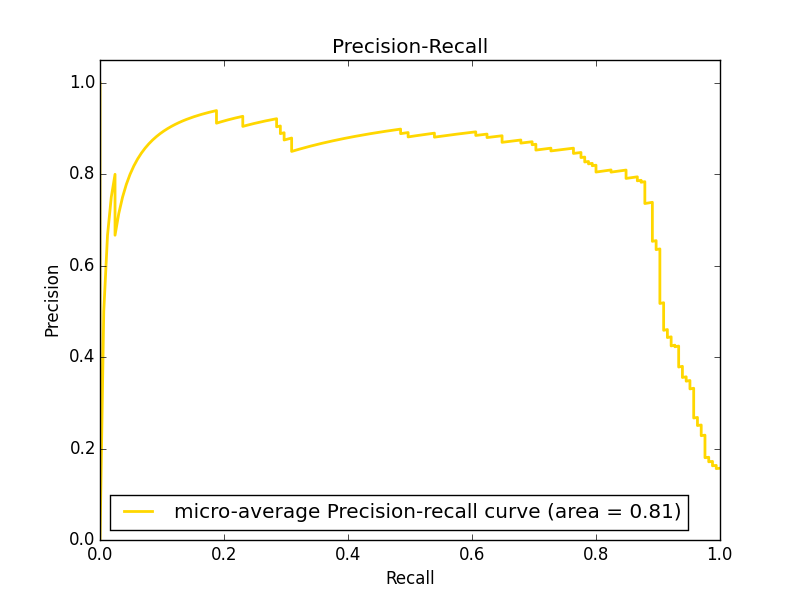 Precision-Recall
1.0
0.8
0.6
0.4
0.2
0.0
Precision
micro-average Precision-recall curve (area = 0.81)
0.0 0.2 0.4 0.6 0.8 1.0
Recall